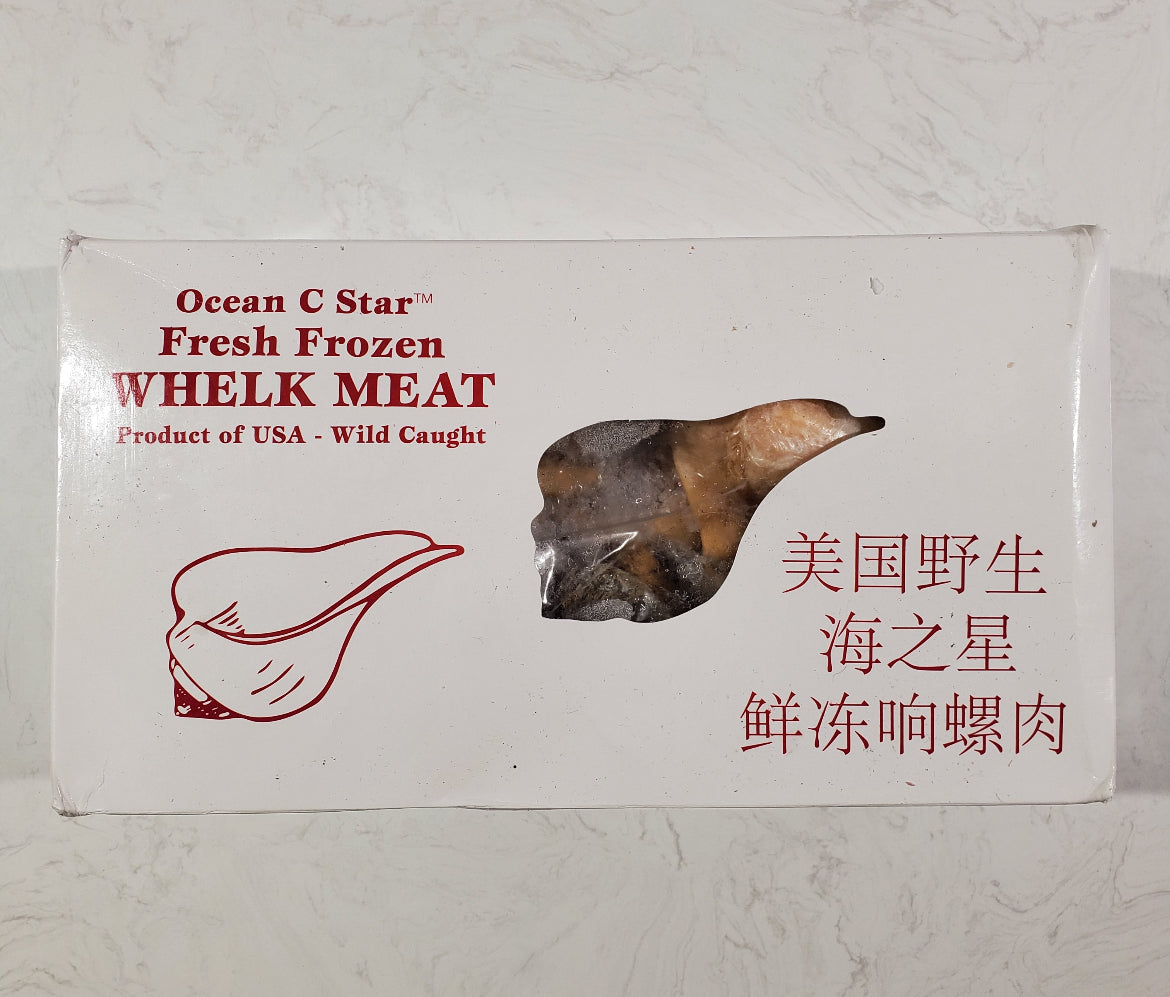 Ocean C Star™
Fresh Frozen
WHELK MEAT
Product of USA - Wild Caught
美国野生
海之星
鲜冻响螺肉